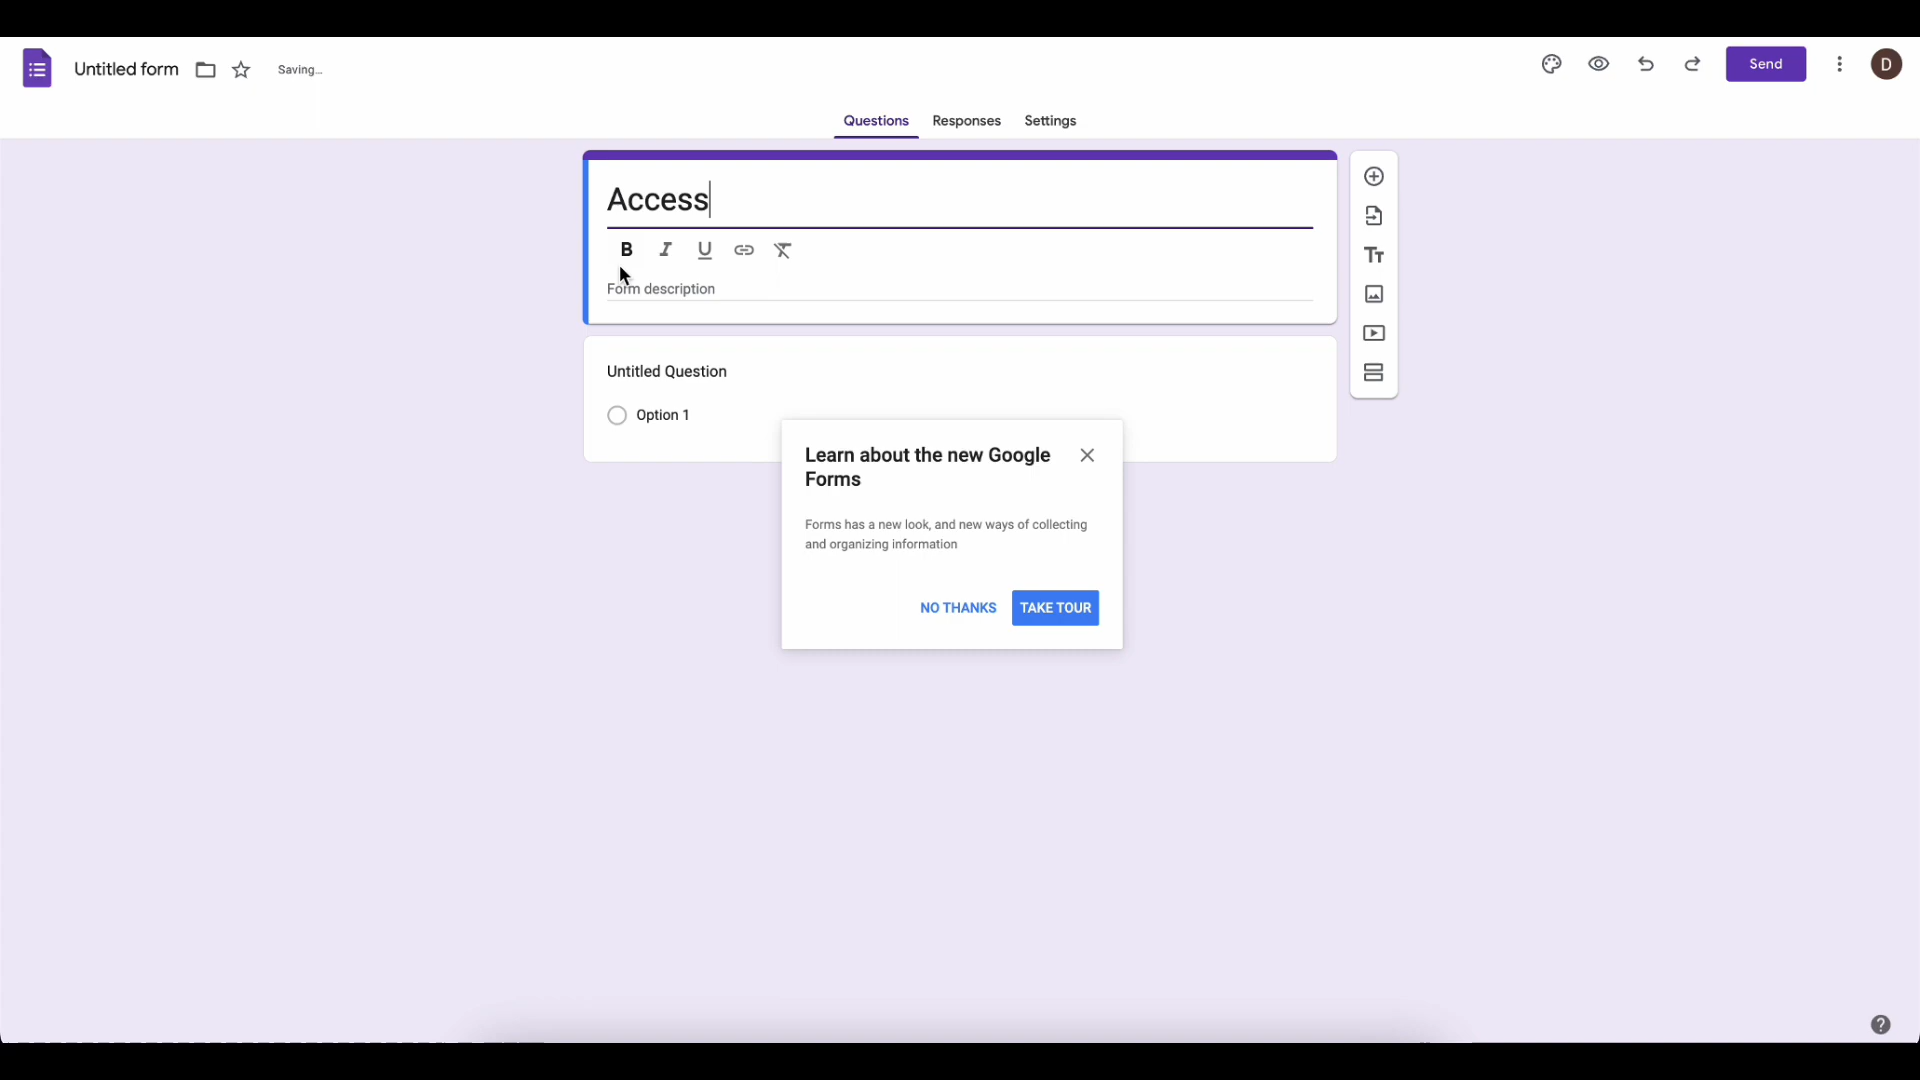 Untitled form
Saving...
Send
D
Questions
Responses
Settings
Access
B I U
Form description
Untitled Question
Option 1
Learn about the new Google
Forms
Forms has a new look, and new ways of collecting
and organizing information
NO THANKS
TAKE TOUR